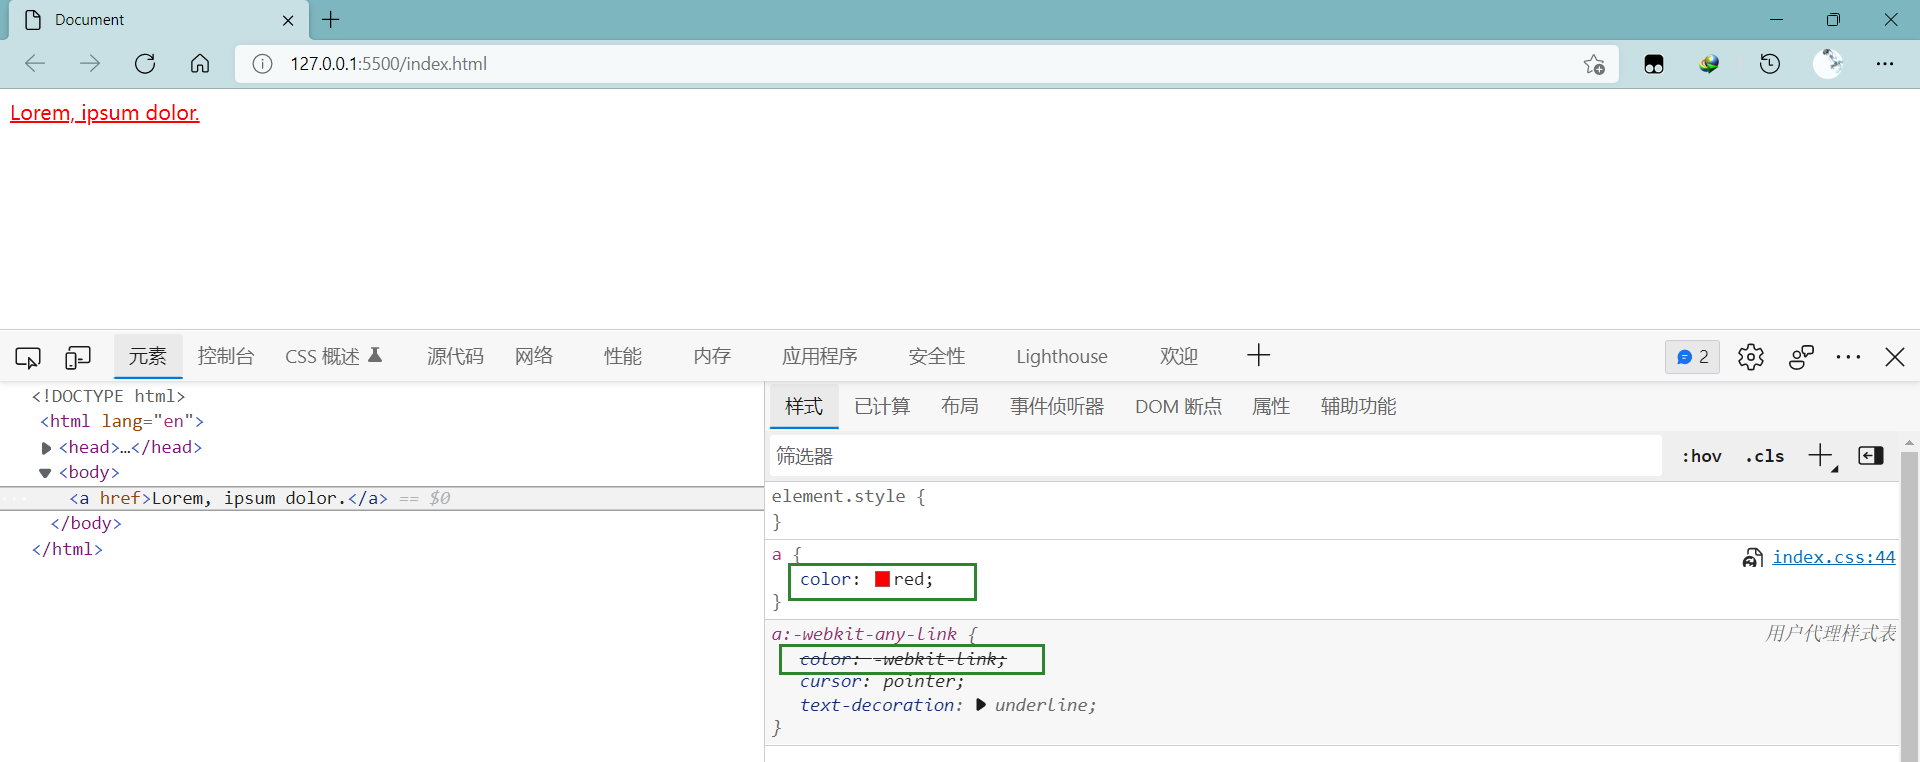 Document
127.0.0.1:5500/index.html
Lorem, ipsum dolor.
元素 控制台 CSS 概述 源代码 网络 性能 内存 应用程序 安全性 Lighthouse 欢迎 2
<!DOCTYPE html>
<html lang="en">
<head>…</head>
<body>
<a href>Lorem, ipsum dolor.</a> == $0
</body>
</html>
样式 已计算 布局 事件侦听器 DOM 断点 属性 辅助功能
筛选器 :hov .cls
element.style {
}
a { index.css:44
color: red;
}
a:-webkit-any-link { 用户代理样式表
color: -webkit-link;
cursor: pointer;
text-decoration: underline;
}